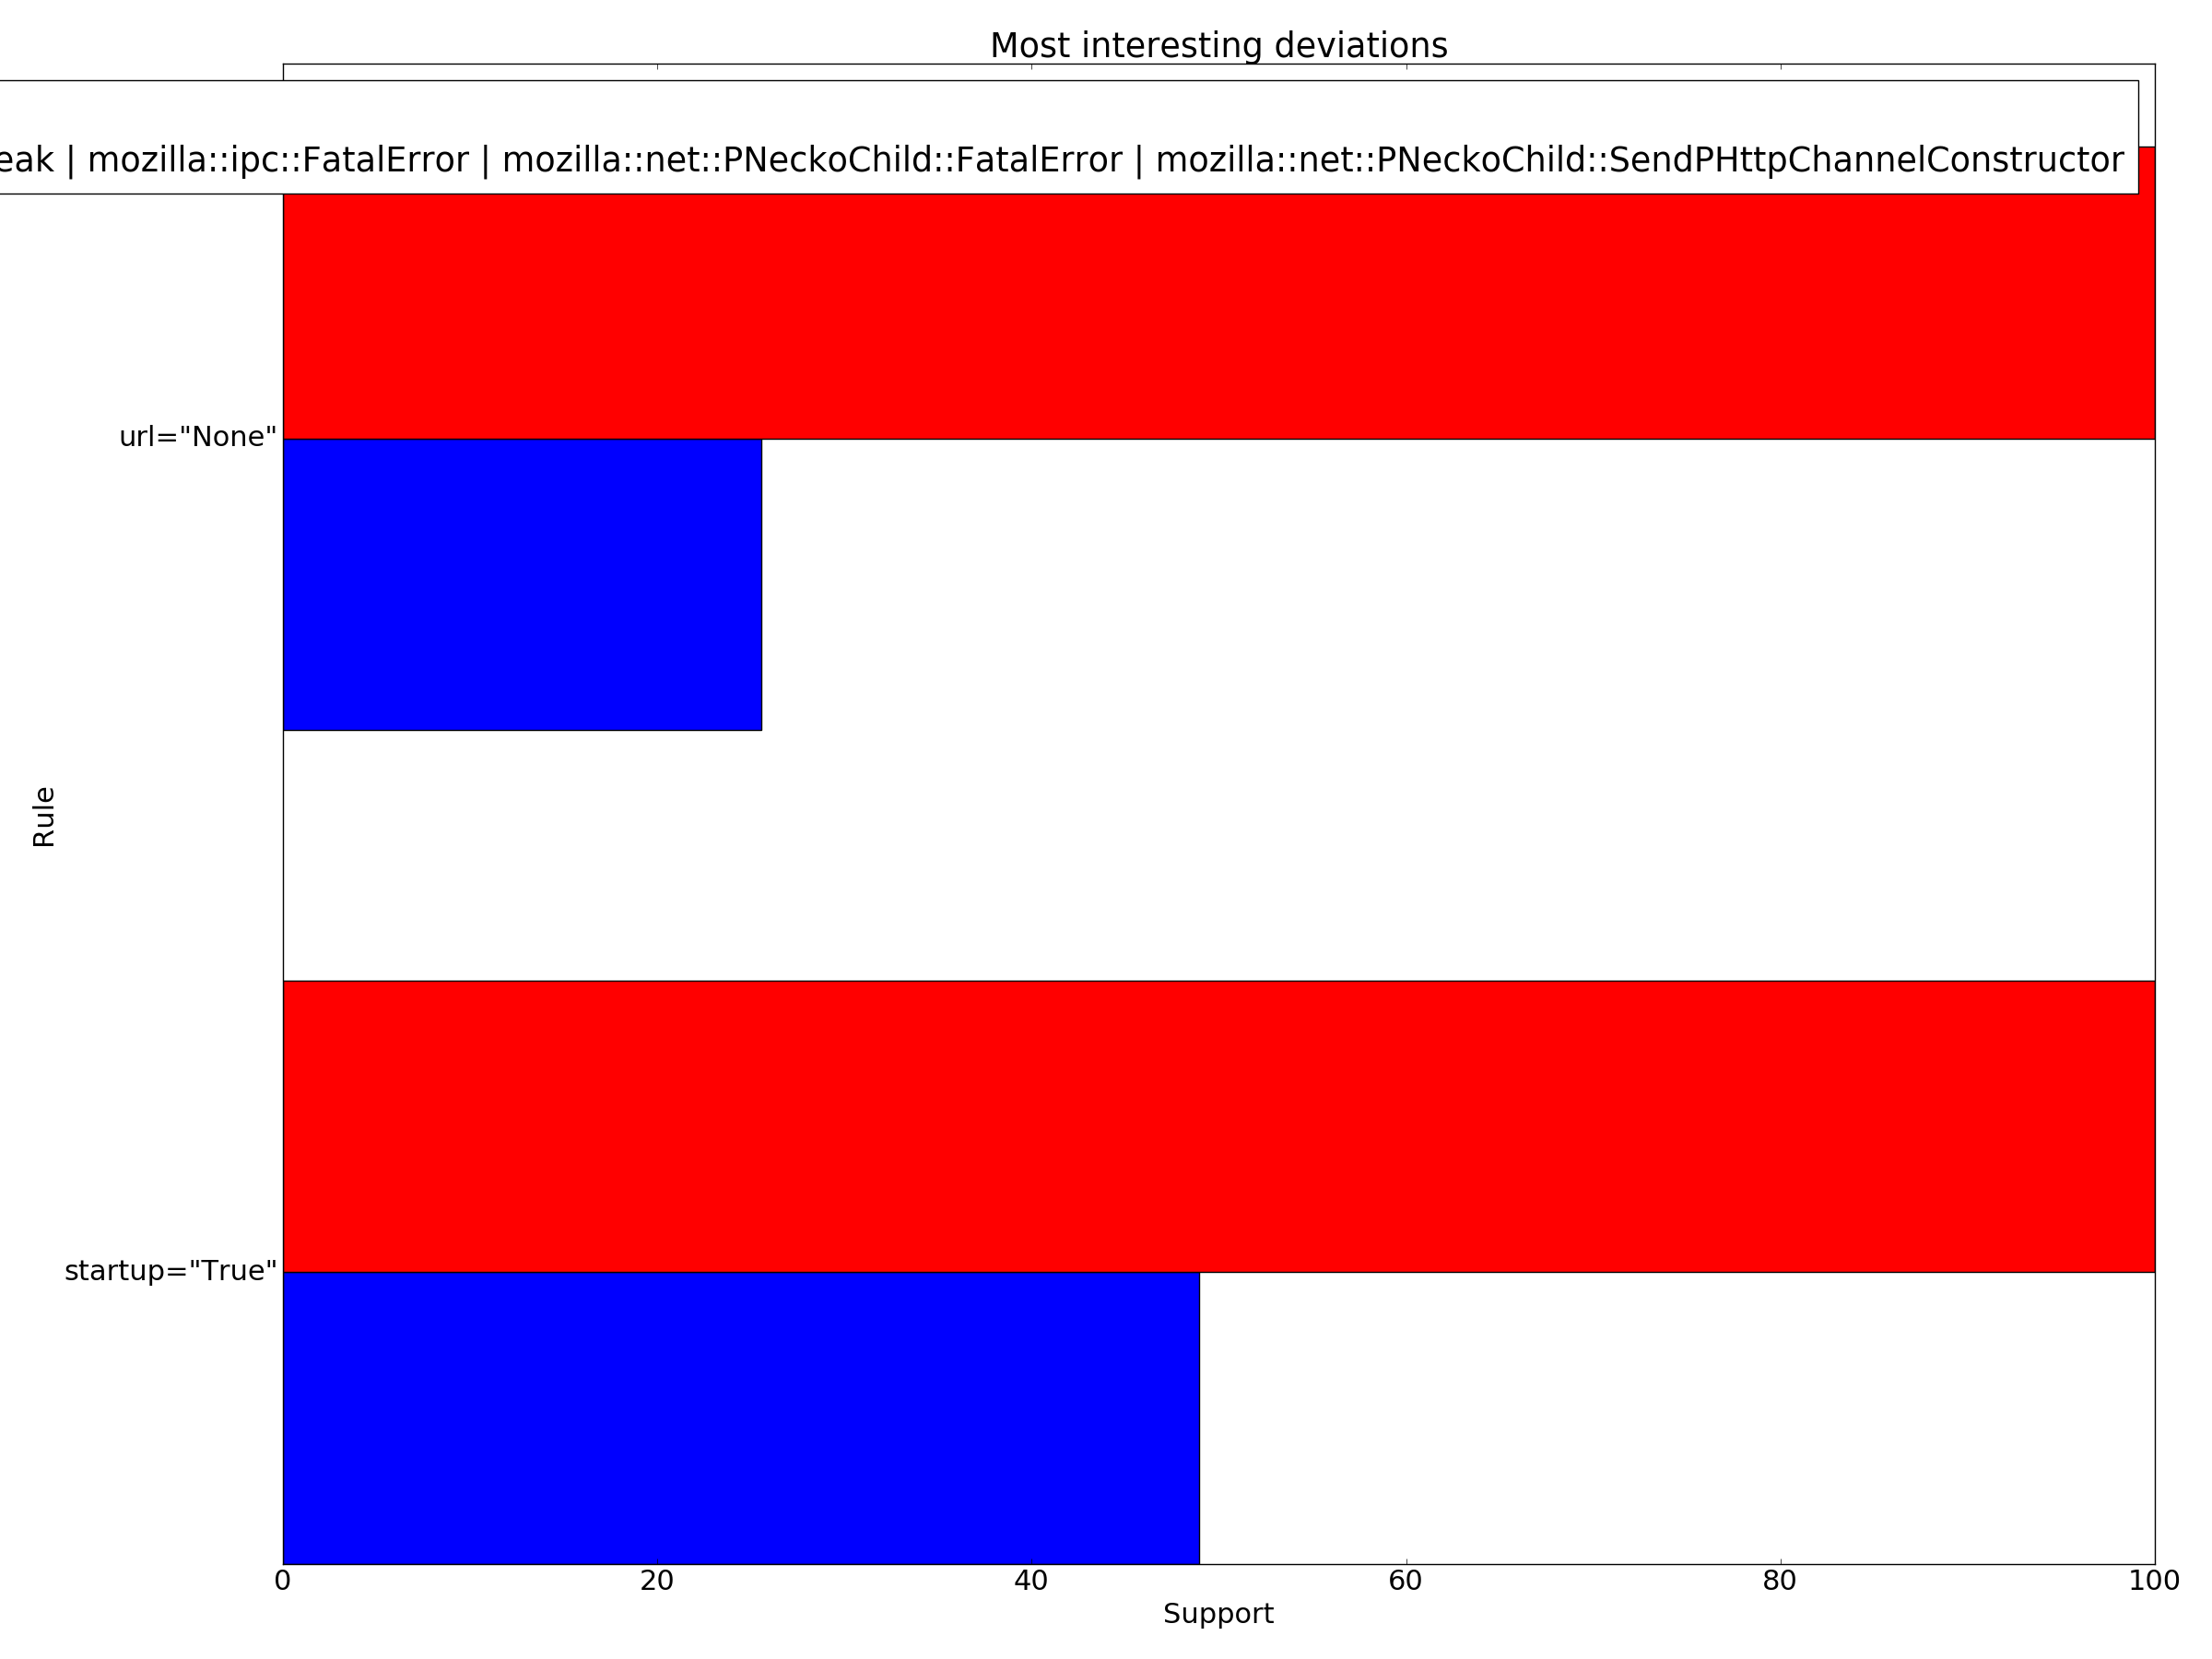 Most interesting deviations
| mozilla::ipc::FatalError | mozilla::net::PNeckoChild::FatalError | mozilla::net::PNeckoChild::SendPHttpChannelConstructor
url="None"
Rule
startup="True"
0 20 40 60 80 100
Support